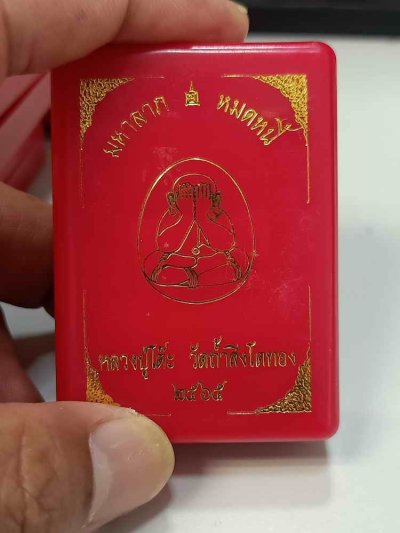 มหาลาภ หมดหนี้
หลวงปู่โต๊ะ วัดถ้ำสิงโตทอง
๒๕๖๕